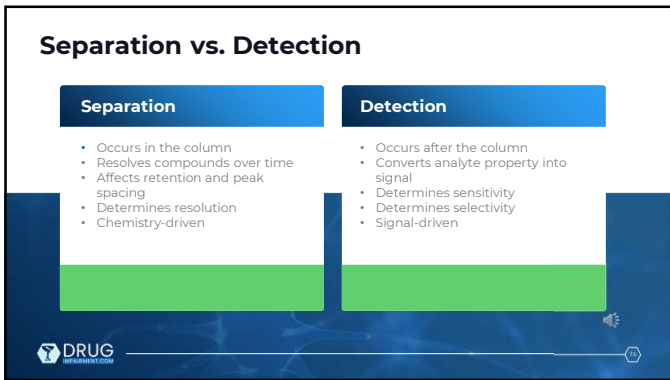 Separation vs. Detection
Separation
• Occurs in the column
• Resolves compounds over time
• Affects retention and peak
spacing
• Determines resolution
• Chemistry-driven
Detection
• Occurs after the column
• Converts analyte property into
signal
• Determines sensitivity
• Determines selectivity
• Signal-driven
DRUG
IMPAIRMENT.COM
70